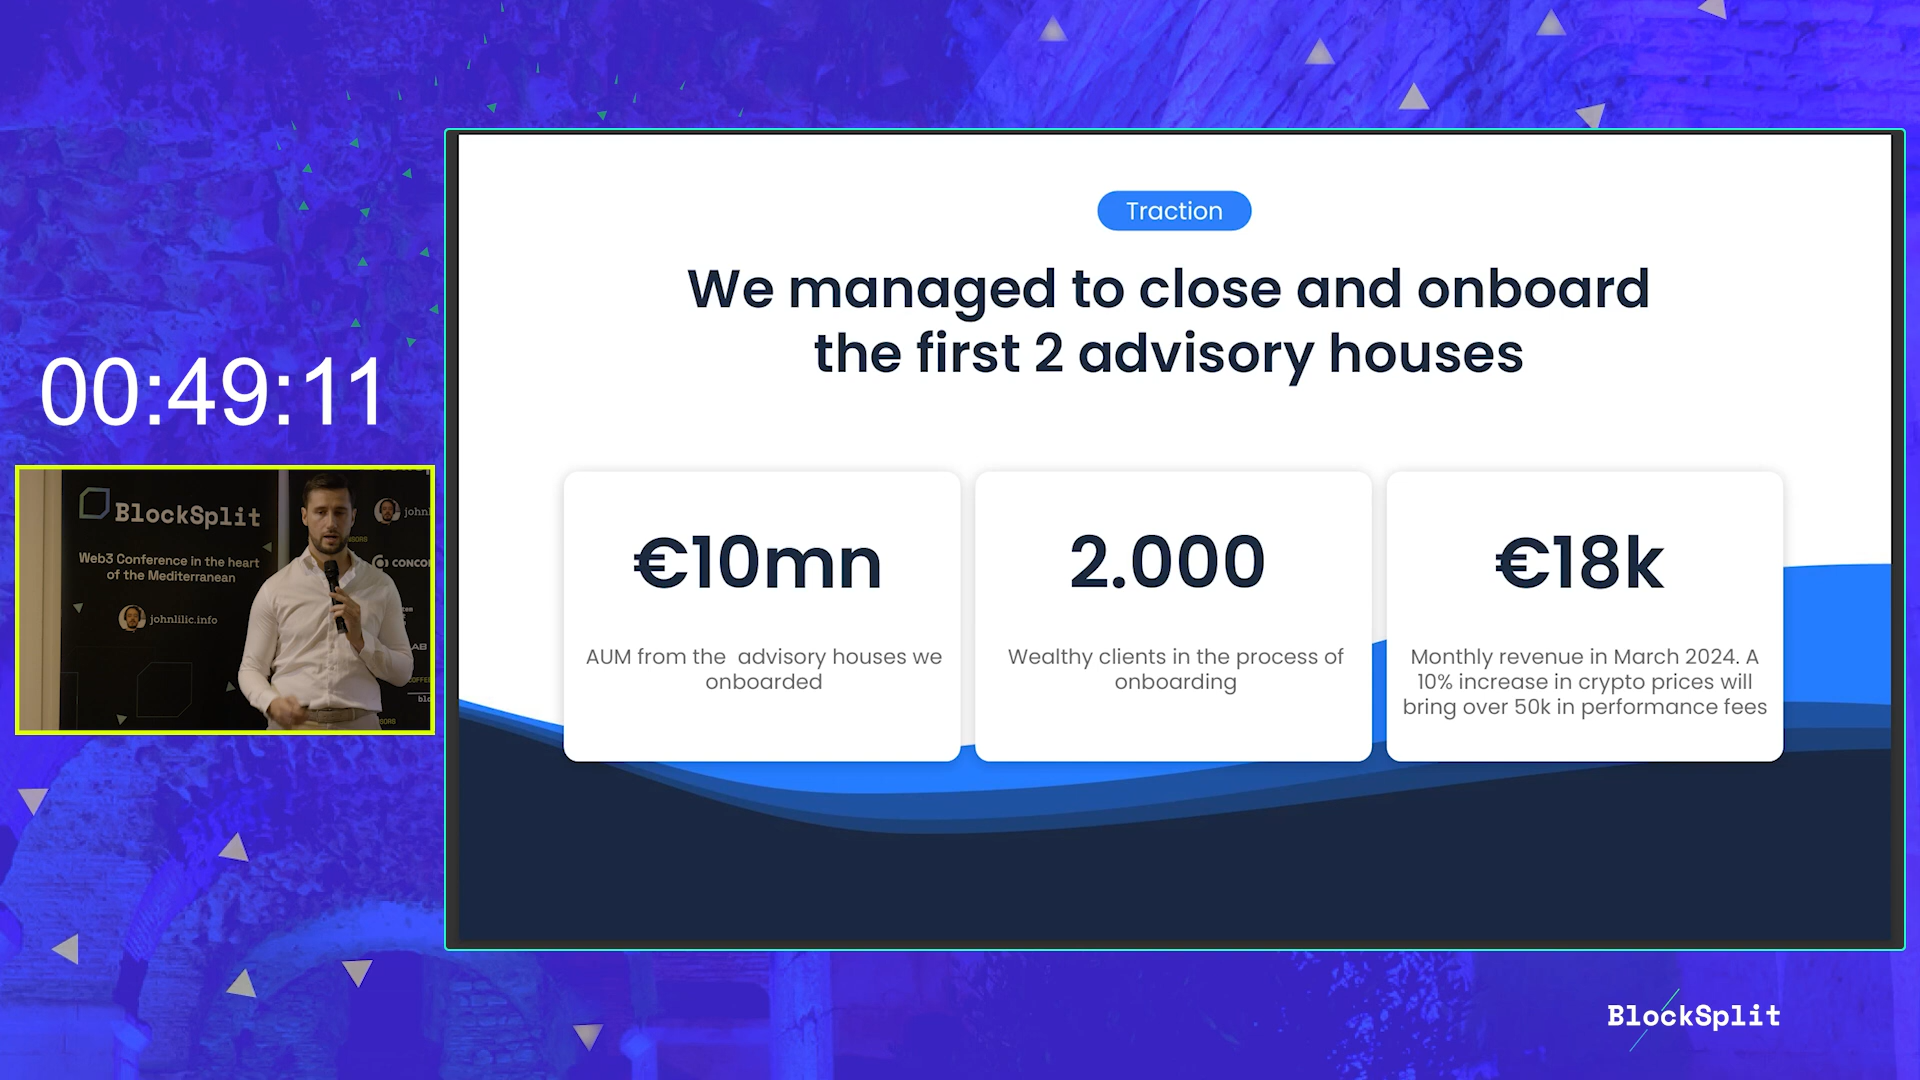 Traction
We managed to close and onboard
the first 2 advisory houses
€10mn
AUM from the advisory houses we
onboarded
2.000
Wealthy clients in the process of
onboarding
€18k
Monthly revenue in March 2024. A
10% increase in crypto prices will
bring over 50k in performance fees
00:49:11
BlockSplit
Web3 Conference in the heart
of the Mediterranean
johnlilic.info
johnl
CONCO
BlockSplit